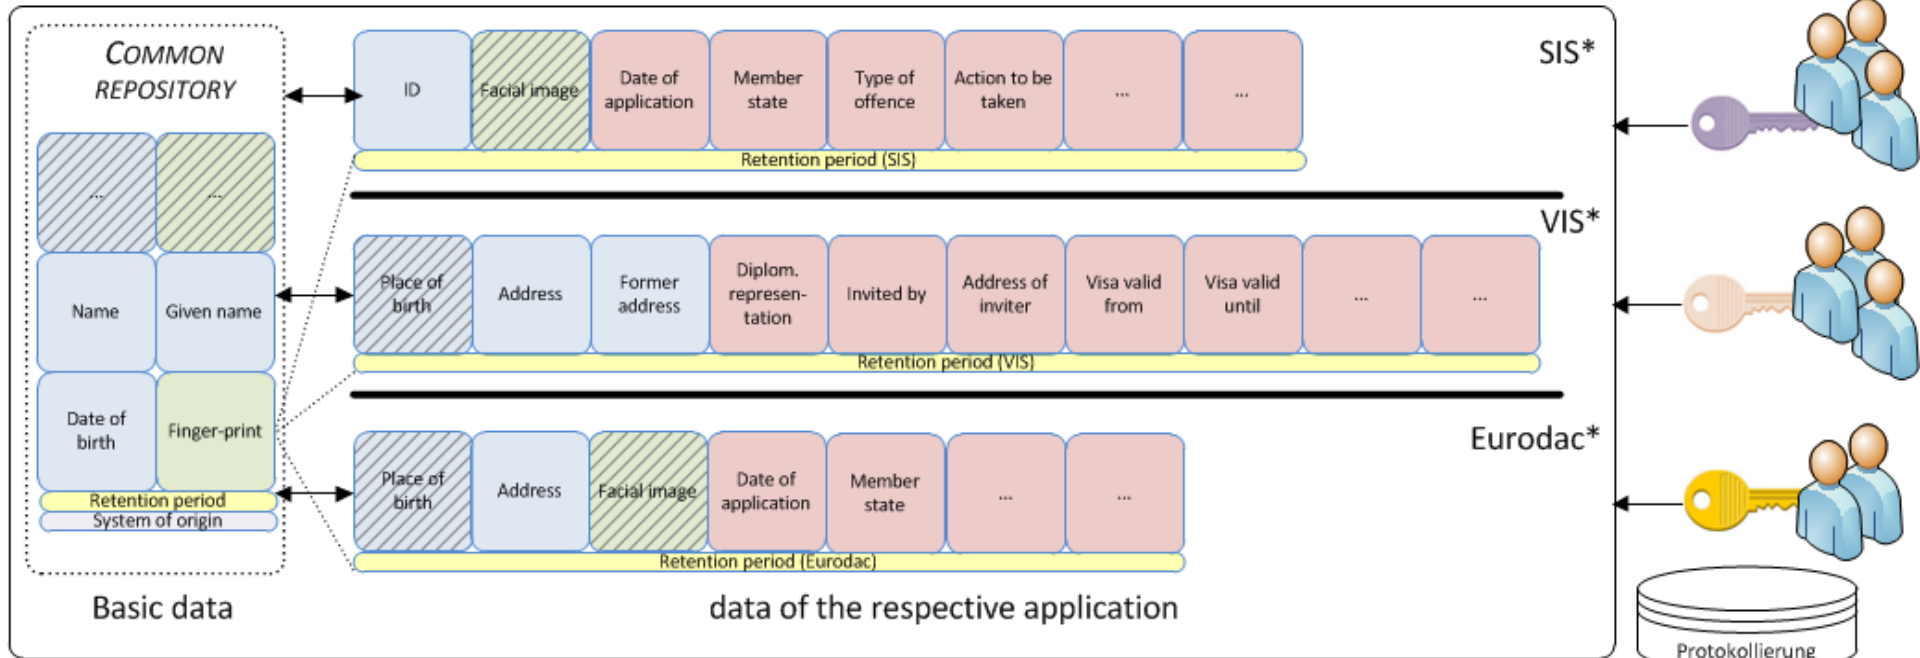 COMMON
REPOSITORY
...
...
Name
Given name
Date of
birth
Finger-print
Retention period
System of origin
Basic data
SIS*
ID
Facial image
Date of
application
Member
state
Type of
offence
Action to be
taken
...
...
Retention period (SIS)
VIS*
Place of
birth
Address
Former
address
Diplom.
represen-
tation
Invited by
Address of
inviter
Visa valid
from
Visa valid
until
...
...
Retention period (VIS)
Eurodac*
Place of
birth
Address
Facial image
Date of
application
Member
state
...
...
Retention period (Eurodac)
data of the respective application
Protokollierung